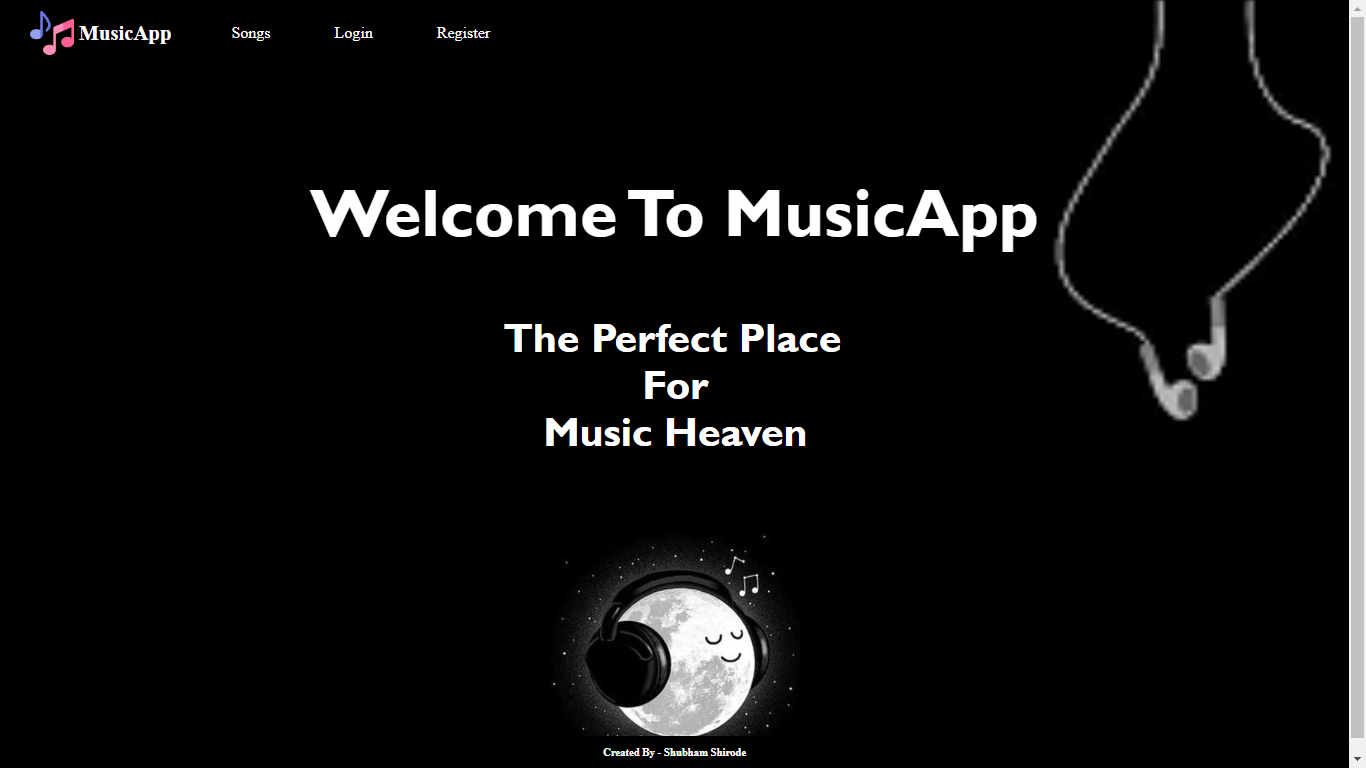 MusicApp Songs Login Register
Welcome To MusicApp
The Perfect Place
For
Music Heaven
Created By - Shubham Shirode